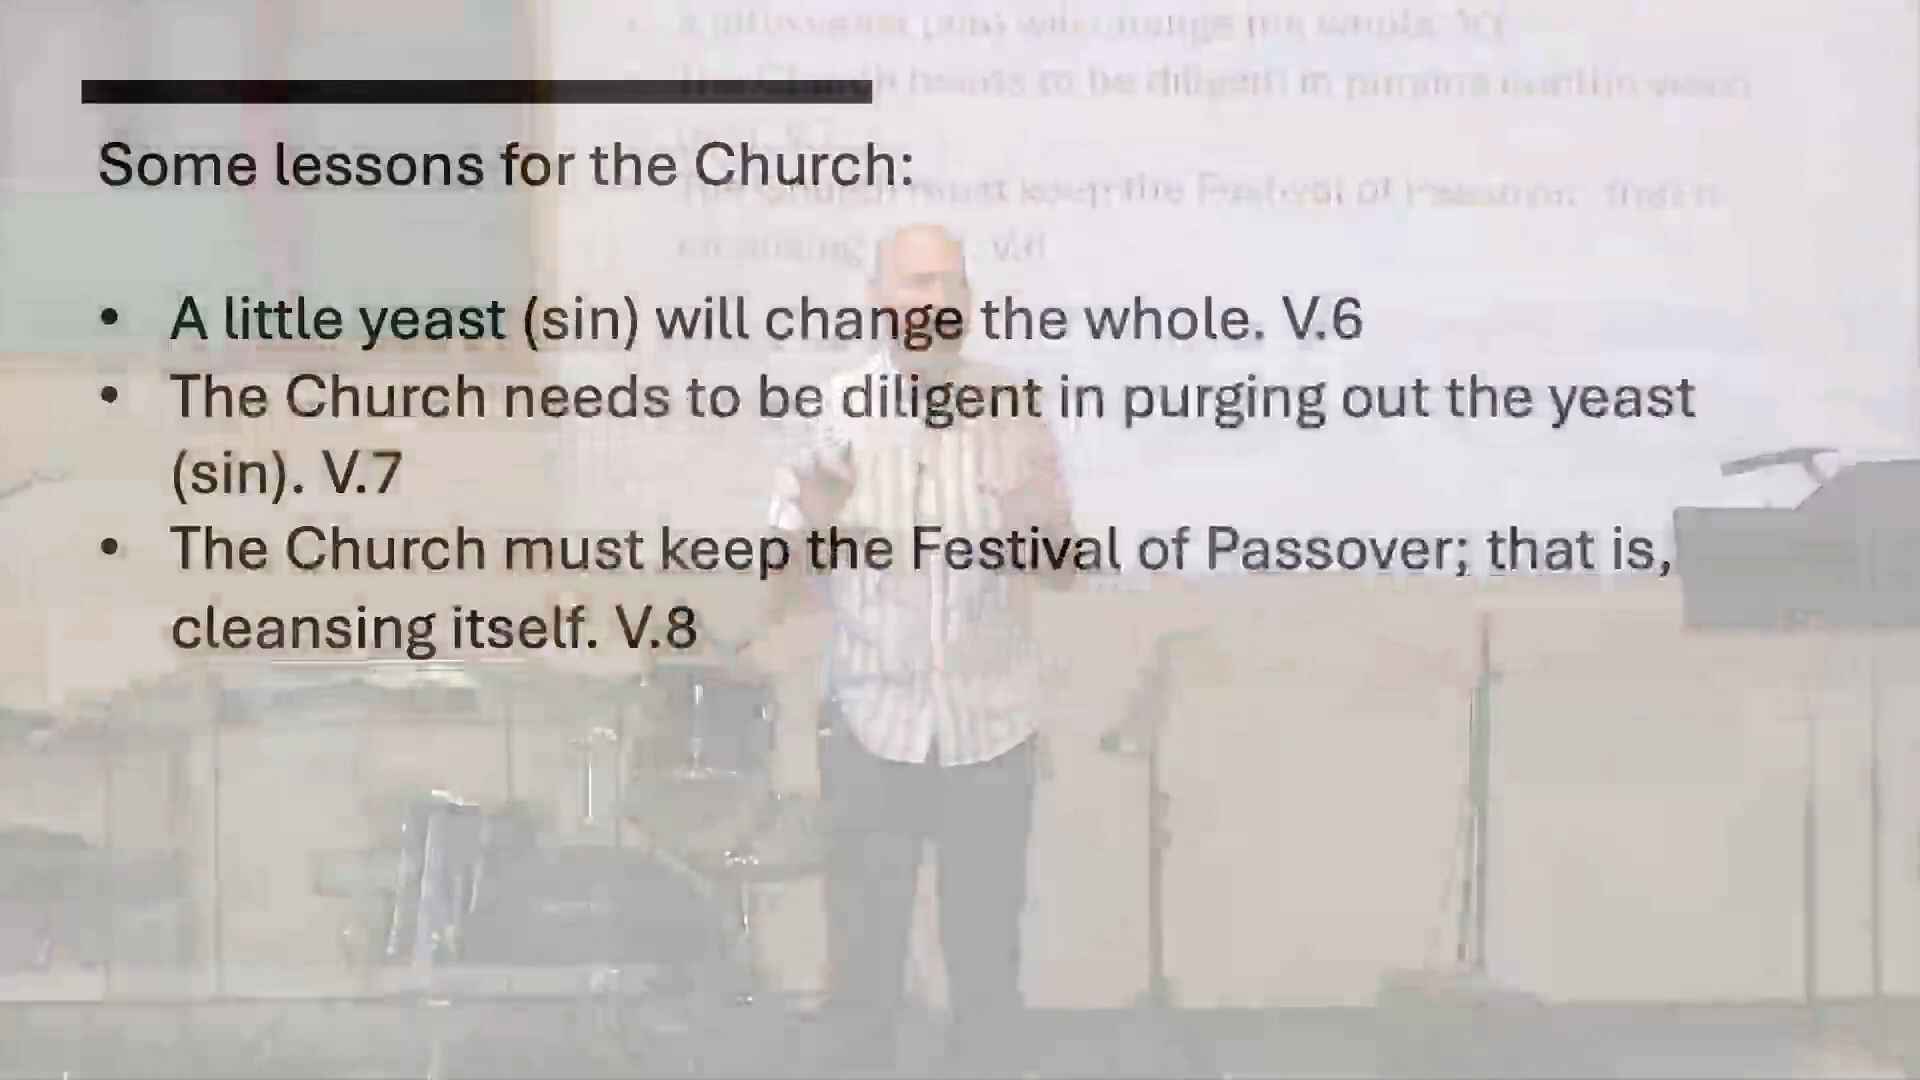 Some lessons for the Church:
• A little yeast (sin) will change the whole. V.6
• The Church needs to be diligent in purging out the yeast
(sin). V.7
• The Church must keep the Festival of Passover; that is,
cleansing itself. V.8